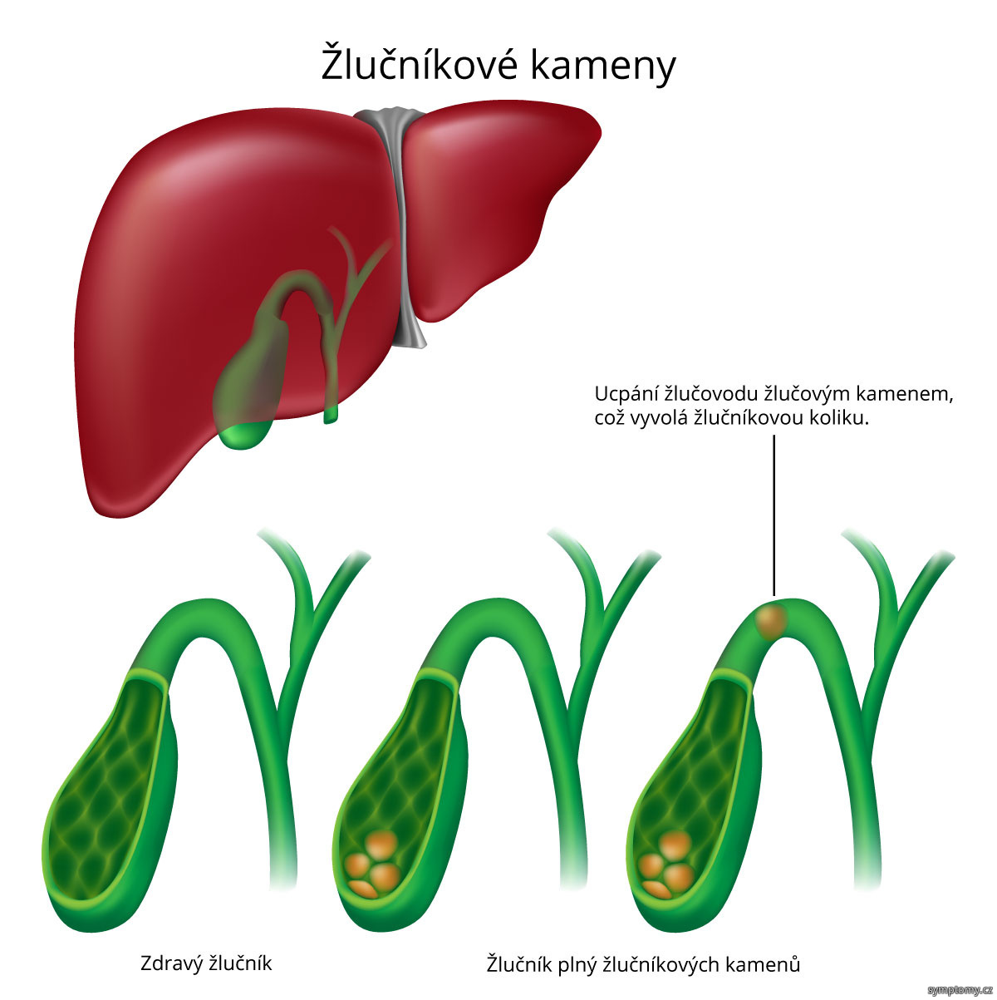 Žlučníkové kameny
Ucpání žlučovodu žlučovým kamenem,
což vyvolá žlučníkovou koliku.
Zdravý žlučník
Žlučník plný žlučníkových kamenů
symptomy.cz